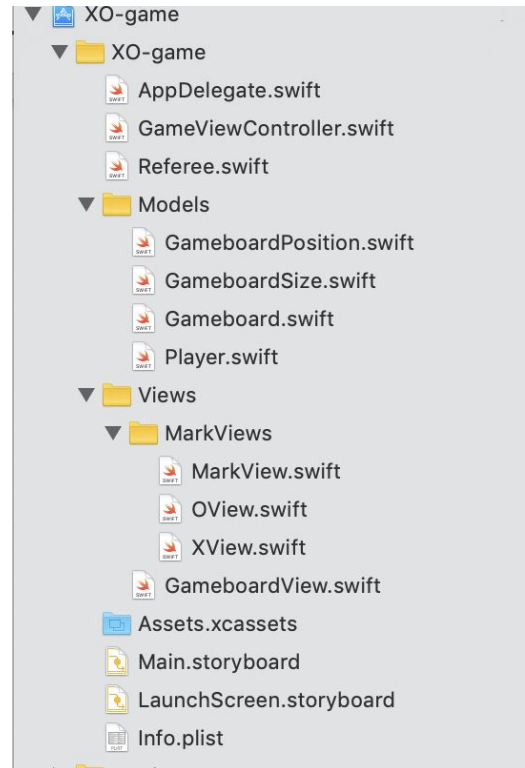 XO-game
XO-game
AppDelegate.swift
GameViewController.swift
Referee.swift
Models
GameboardPosition.swift
GameboardSize.swift
Gameboard.swift
Player.swift
Views
MarkViews
MarkView.swift
OView.swift
XView.swift
GameboardView.swift
Assets.xcassets
Main.storyboard
LaunchScreen.storyboard
Info.plist